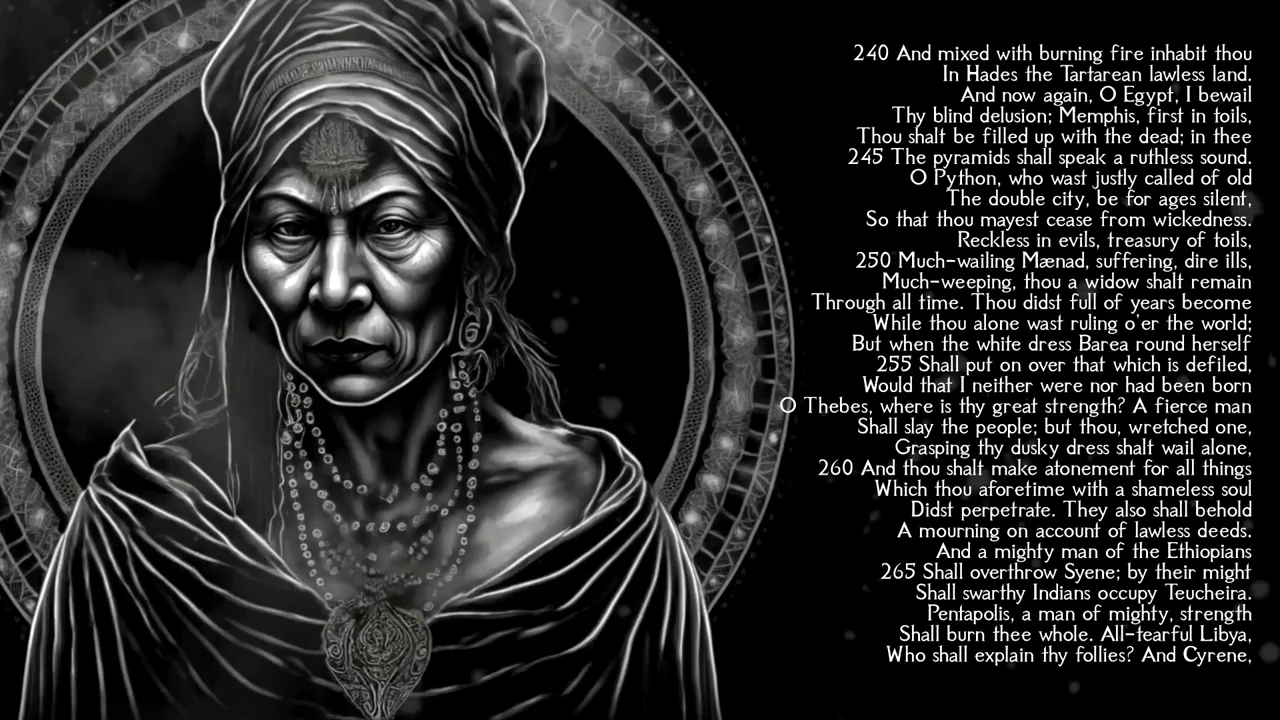 240 And mixed with burning fire inhabit thou
In Hades the Tartarean lawless land.
And now again, O Egypt, I bewail
Thy blind delusion; Memphis, first in toils,
Thou shalt be filled up with the dead; in thee
245 The pyramids shall speak a ruthless sound.
O Python, who wast justly called of old
The double city, be for ages silent,
So that thou mayest cease from wickedness.
Reckless in evils, treasury of toils,
250 Much-wailing Mænad, suffering, dire ills,
Much-weeping, thou a widow shalt remain
Through all time. Thou didst full of years become
While thou alone wast ruling o'er the world;
But when the white dress Barea round herself
255 Shall put on over that which is defiled,
Would that I neither were nor had been born
O Thebes, where is thy great strength? A fierce man
Shall slay the people; but thou, wretched one,
Grasping thy dusky dress shalt wail alone,
260 And thou shalt make atonement for all things
Which thou aforetime with a shameless soul
Didst perpetrate. They also shall behold
A mourning on account of lawless deeds.
And a mighty man of the Ethiopians
265 Shall overthrow Syene; by their might
Shall swarthy Indians occupy Teucheira.
Pentapolis, a man of mighty, strength
Shall burn thee whole. All-tearful Libya,
Who shall explain thy follies? And Cyrene,